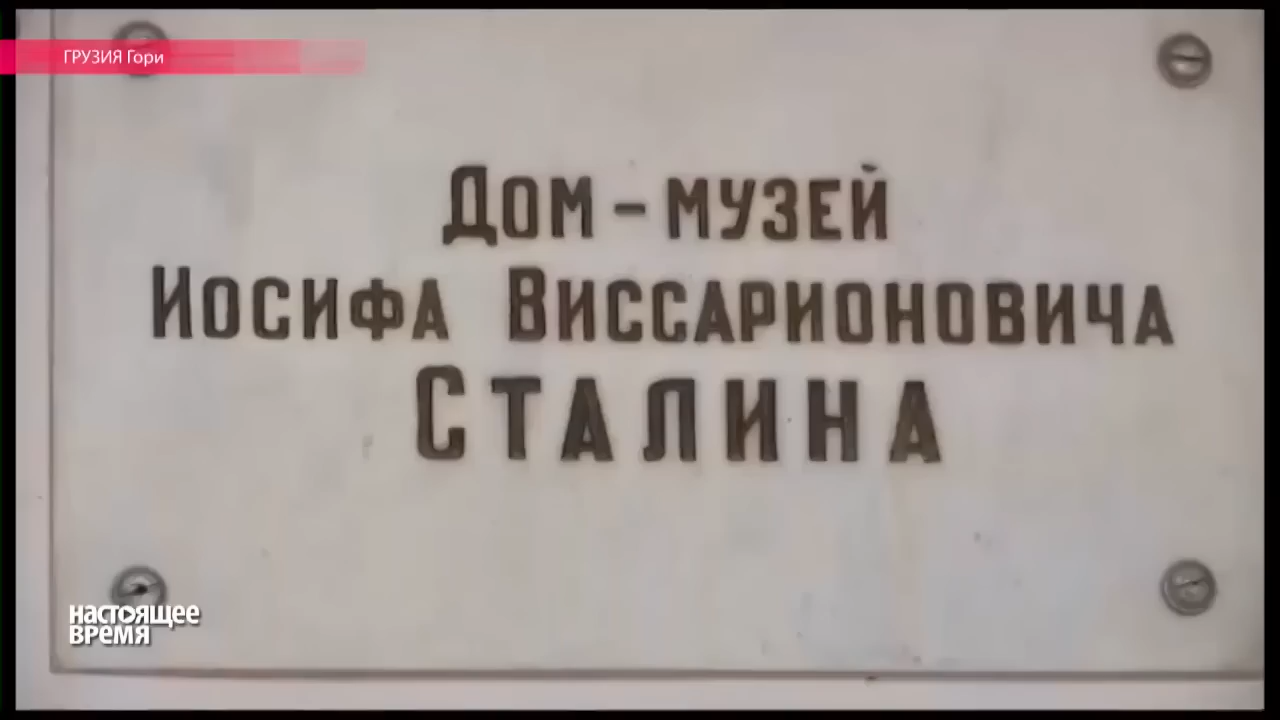 ГРУЗИЯ Гори
Дом-музей
Иосифа Виссарионовича
Сталина
настоящее
время